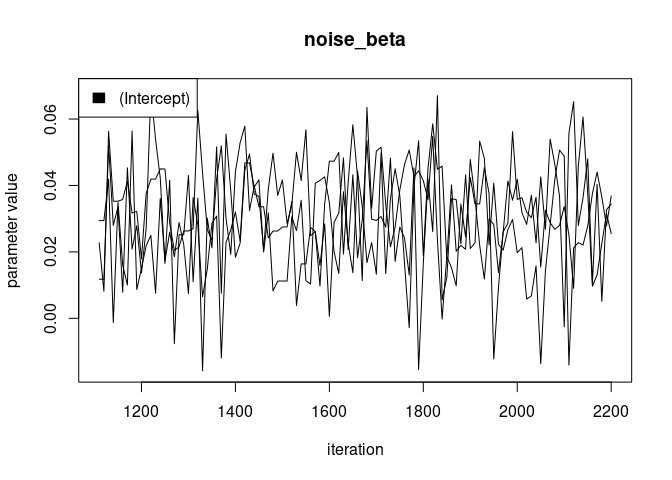 noise_beta
(Intercept)
parameter value
0.06
0.04
0.02
0.00
1200 1400 1600 1800 2000 2200
iteration